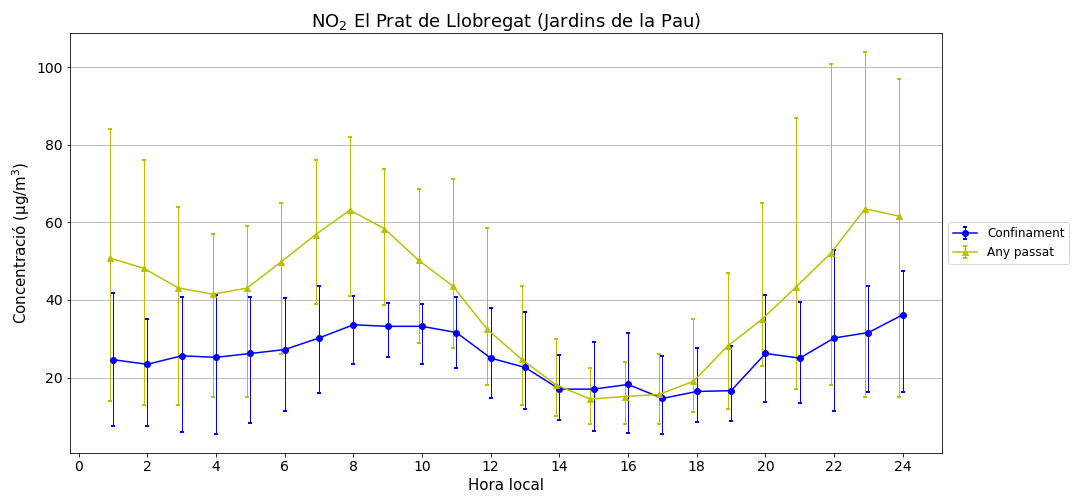 NO₂ El Prat de Llobregat (Jardins de la Pau)
Concentració (µg/m³)
100
80
60
40
20
0 2 4 6 8 10 12 14 16 18 20 22 24
Hora local
Confinament
Any passat